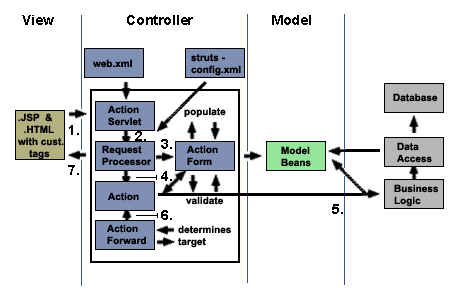 View
Controller
Model
web.xml
struts -
config.xml
.JSP &
.HTML
with cust.
tags
1.
7.
Action
Servlet
2.
populate
Request
Processor
3.
Action
Form
4.
Action
validate
6.
Action
Forward
determines
target
Model
Beans
5.
Database
Data
Access
Business
Logic